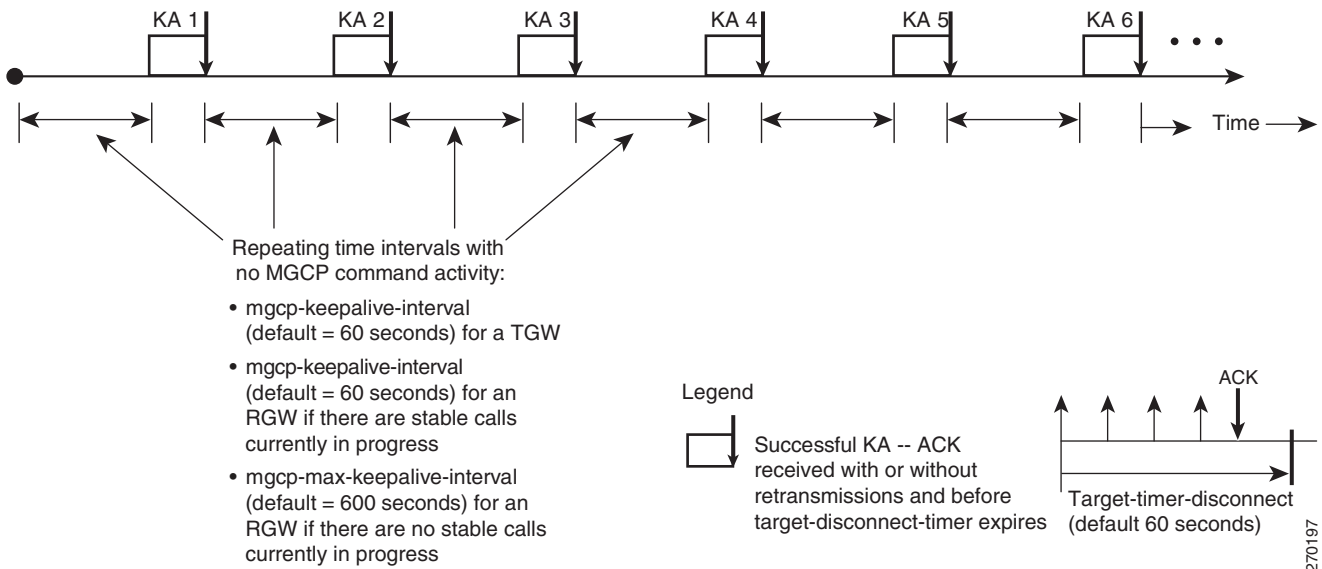 KA 1 KA 2 KA 3 KA 4 KA 5 KA 6
Time
Repeating time intervals with
no MGCP command activity:
• mgcp-keepalive-interval
(default = 60 seconds) for a TGW
• mgcp-keepalive-interval
(default = 60 seconds) for an
RGW if there are stable calls
currently in progress
• mgcp-max-keepalive-interval
(default = 600 seconds) for an
RGW if there are no stable calls
currently in progress
Legend
Successful KA -- ACK
received with or without
retransmissions and before
target-disconnect-timer expires
ACK
Target-timer-disconnect
(default 60 seconds)
270197